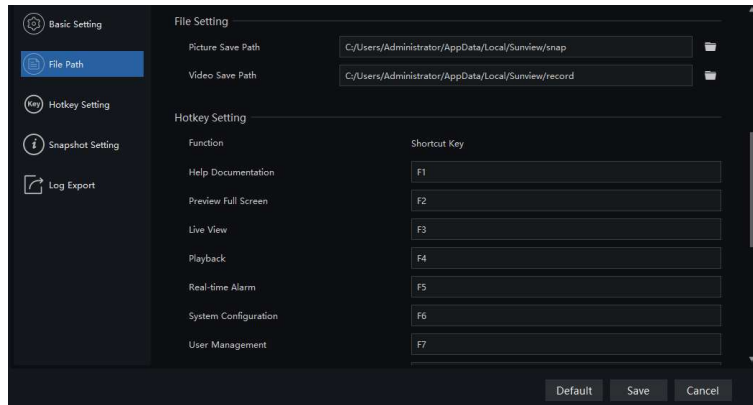 Basic Setting
File Path
Key Hotkey Setting
i Snapshot Setting
Log Export
File Setting
Picture Save Path C:/Users/Administrator/AppData/Local/Sunview/snap
Video Save Path C:/Users/Administrator/AppData/Local/Sunview/record
Hotkey Setting
Function Shortcut Key
Help Documentation F1
Preview Full Screen F2
Live View F3
Playback F4
Real-time Alarm F5
System Configuration F6
User Management F7
Default Save Cancel